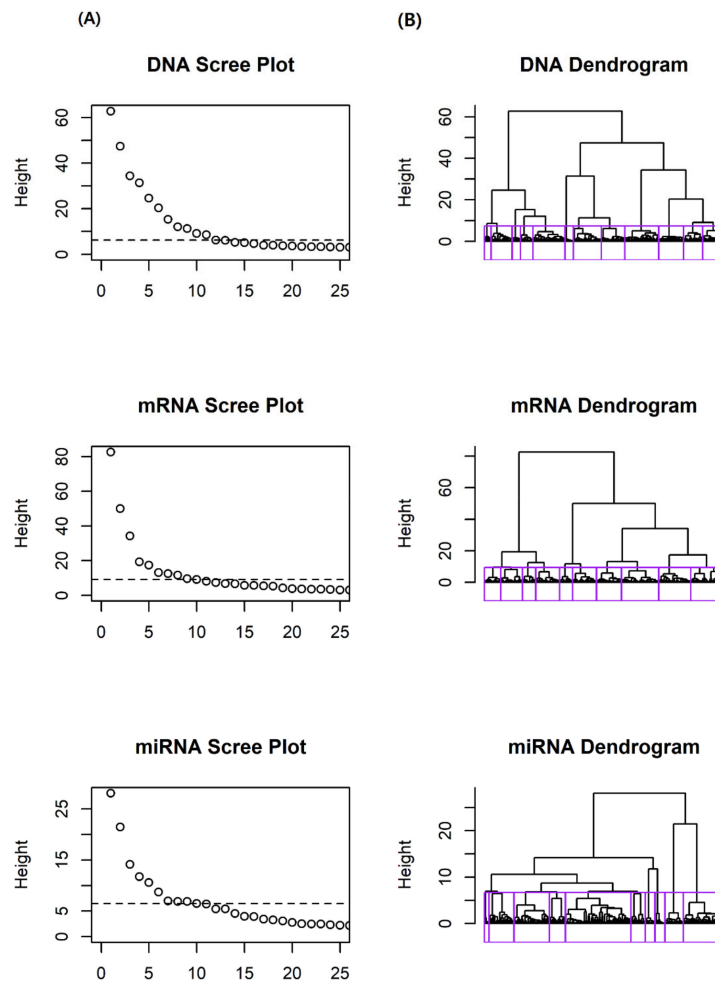 (A) (B)
DNA Scree Plot
Height
0 20 40 60
0 5 10 15 20 25
DNA Dendrogram
Height
0 20 40 60
mRNA Scree Plot
Height
0 20 40 60 80
0 5 10 15 20 25
mRNA Dendrogram
Height
0 20 60
miRNA Scree Plot
Height
0 5 15 25
0 5 10 15 20 25
miRNA Dendrogram
Height
0 10 20